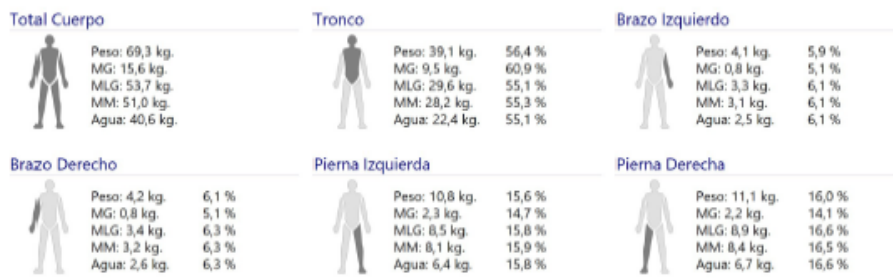 Total Cuerpo
Peso: 69,3 kg.
MG: 15,6 kg.
MLG: 53,7 kg.
MM: 51,0 kg.
Agua: 40,6 kg.
Tronco
Peso: 39,1 kg. 56,4 %
MG: 9,5 kg. 60,9 %
MLG: 29,6 kg. 55,1 %
MM: 28,2 kg. 55,3 %
Agua: 22,4 kg. 55,1 %
Brazo Izquierdo
Peso: 4,1 kg. 5,9 %
MG: 0,8 kg. 5,1 %
MLG: 3,3 kg. 6,1 %
MM: 3,1 kg. 6,1 %
Agua: 2,5 kg. 6,1 %
Brazo Derecho
Peso: 4,2 kg. 6,1 %
MG: 0,8 kg. 5,1 %
MLG: 3,4 kg. 6,3 %
MM: 3,2 kg. 6,3 %
Agua: 2,6 kg. 6,3 %
Pierna Izquierda
Peso: 10,8 kg. 15,6 %
MG: 2,3 kg. 14,7 %
MLG: 8,5 kg. 15,8 %
MM: 8,1 kg. 15,9 %
Agua: 6,4 kg. 15,8 %
Pierna Derecha
Peso: 11,1 kg. 16,0 %
MG: 2,2 kg. 14,1 %
MLG: 8,9 kg. 16,6 %
MM: 8,4 kg. 16,5 %
Agua: 6,7 kg. 16,6 %